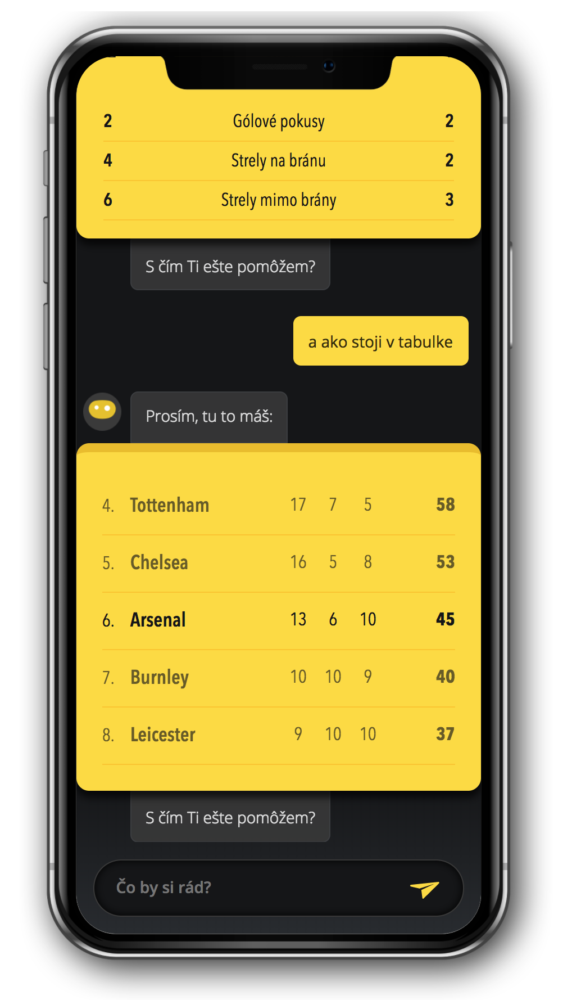 2 Gólové pokusy 2
4 Strely na bránu 2
6 Strely mimo brány 3
S čím Ti ešte pomôžem?
a ako stoji v tabulke
Prosím, tu to máš:
4. Tottenham 17 7 5 58
5. Chelsea 16 5 8 53
6. Arsenal 13 6 10 45
7. Burnley 10 10 9 40
8. Leicester 9 10 10 37
S čím Ti ešte pomôžem?
Čo by si rád?